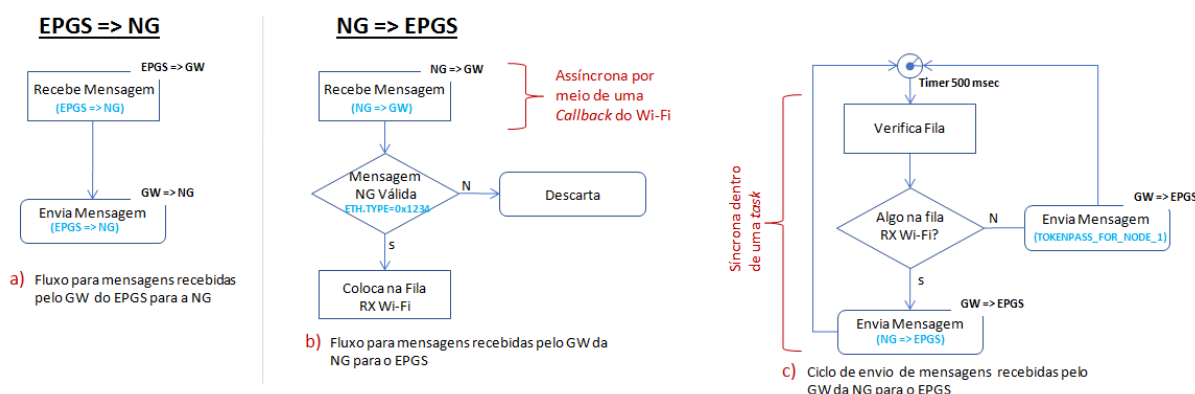 EPGS => NG
EPGS => GW
Recebe Mensagem
(EPGS => NG)
GW => NG
Envia Mensagem
(EPGS => NG)
a) Fluxo para mensagens recebidas
pelo GW do EPGS para a NG
NG => EPGS
NG => GW
Recebe Mensagem
(NG => GW)
Assíncrona por
meio de uma
Callback do Wi-Fi
Mensagem
NG Válida
ETH.TYPE=0x1234
N
Descarta
s
Coloca na Fila
RX Wi-Fi
b) Fluxo para mensagens recebidas pelo GW da
NG para o EPGS
Timer 500 msec
Verifica Fila
Síncrona dentro
de uma task
Algo na fila
RX Wi-Fi?
N
GW => EPGS
Envia Mensagem
(TOKENPASS_FOR_NODE_1)
s
GW => EPGS
Envia Mensagem
(NG => EPGS)
c) Ciclo de envio de mensagens recebidas pelo
GW da NG para o EPGS